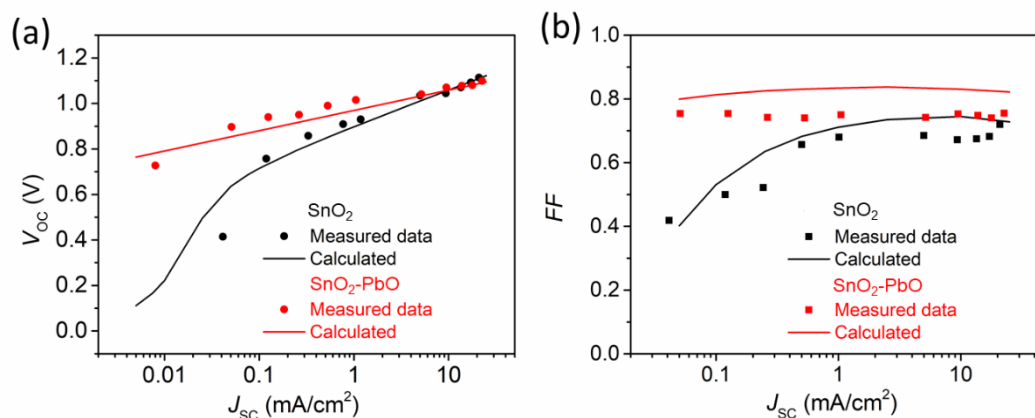 (a)
1.2
1.0
0.8
0.6
0.4
0.2
0.0
V_OC (V)
SnO₂
Measured data
Calculated
SnO₂-PbO
Measured data
Calculated
0.01 0.1 1 10
J_SC (mA/cm²)
(b)
1.0
0.8
0.6
0.4
0.2
0.0
FF
SnO₂
Measured data
Calculated
SnO₂-PbO
Measured data
Calculated
0.1 1 10
J_SC (mA/cm²)